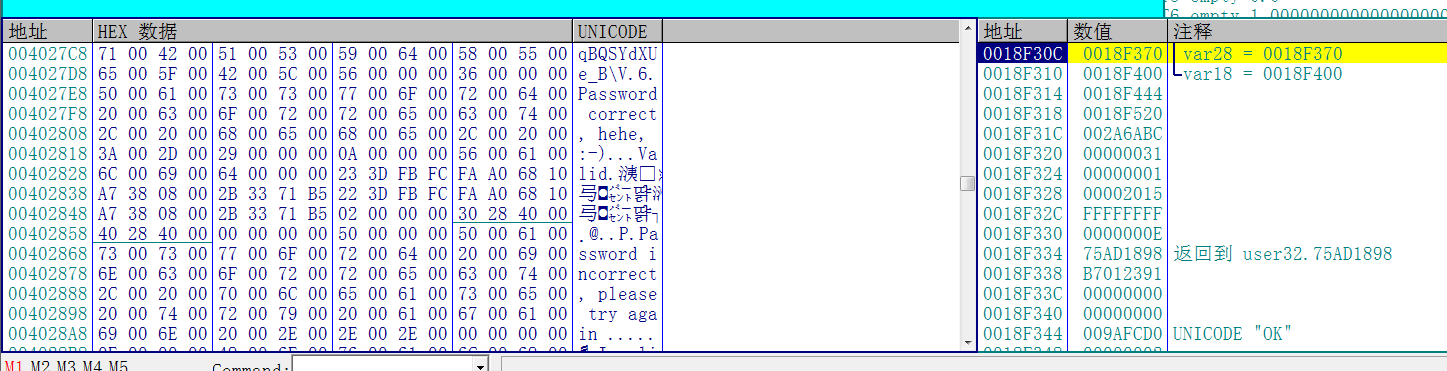 地址 HEX 数据 UNICODE 地址 数值 注释
004027C8 71 00 42 00 51 00 53 00 59 00 64 00 58 00 55 00 qBQSYdXU 0018F30C 0018F370 var28 = 0018F370
004027D8 65 00 5F 00 42 00 5C 00 56 00 00 00 36 00 00 00 e_B\V.6. 0018F310 0018F400 var18 = 0018F400
004027E8 50 00 61 00 73 00 73 00 77 00 6F 00 72 00 64 00 Password 0018F314 0018F444
004027F8 20 00 63 00 6F 00 72 00 72 00 65 00 63 00 74 00 correct 0018F318 0018F520
00402808 2C 00 20 00 68 00 65 00 68 00 65 00 2C 00 20 00 , hehe, 0018F31C 002A6ABC
00402818 3A 00 2D 00 29 00 00 00 0A 00 00 00 56 00 61 00 :-)...Va 0018F320 00000031
00402828 6C 00 69 00 64 00 00 00 23 3D FB FC FA A0 68 10 lid. 0018F324 00000001
00402838 A7 38 08 00 2B 33 71 B5 22 3D FB FC FA A0 68 10 0018F328 00002015
00402848 A7 38 08 00 2B 33 71 B5 02 00 00 00 30 28 40 00 0018F32C FFFFFFFF
00402858 40 28 40 00 00 00 00 00 50 00 00 00 50 00 61 00 .@..P.Pa 0018F330 0000000E
00402868 73 00 73 00 77 00 6F 00 72 00 64 00 20 00 69 00 ssword i 0018F334 75AD1898 返回到 user32.75AD1898
00402878 6E 00 63 00 6F 00 72 00 72 00 65 00 63 00 74 00 ncorrect 0018F338 B7012391
00402888 2C 00 20 00 70 00 6C 00 65 00 61 00 73 00 65 00 , please 0018F33C 00000000
00402898 20 00 74 00 72 00 79 00 20 00 61 00 67 00 61 00 try aga 0018F340 00000000
004028A8 69 00 6E 00 20 00 2E 00 2E 00 2E 00 00 00 00 00 in ..... 0018F344 009AFCD0 UNICODE "OK"
M1 M2 M3 M4 M5 Command: